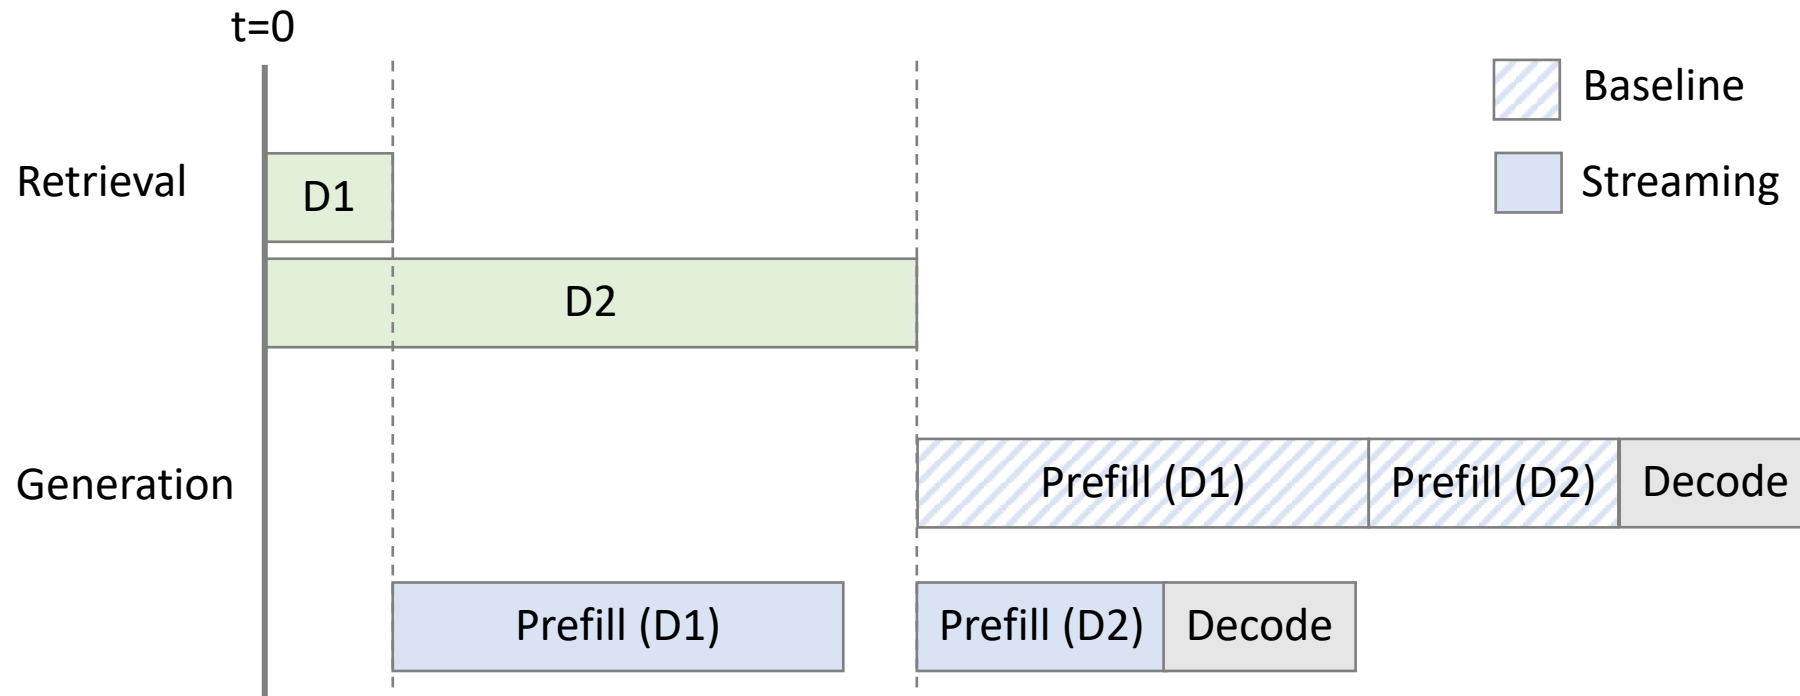 t=0
Baseline
Streaming
Retrieval
D1
D2
Generation
Prefill (D1)
Prefill (D2)
Decode
Prefill (D1)
Prefill (D2)
Decode